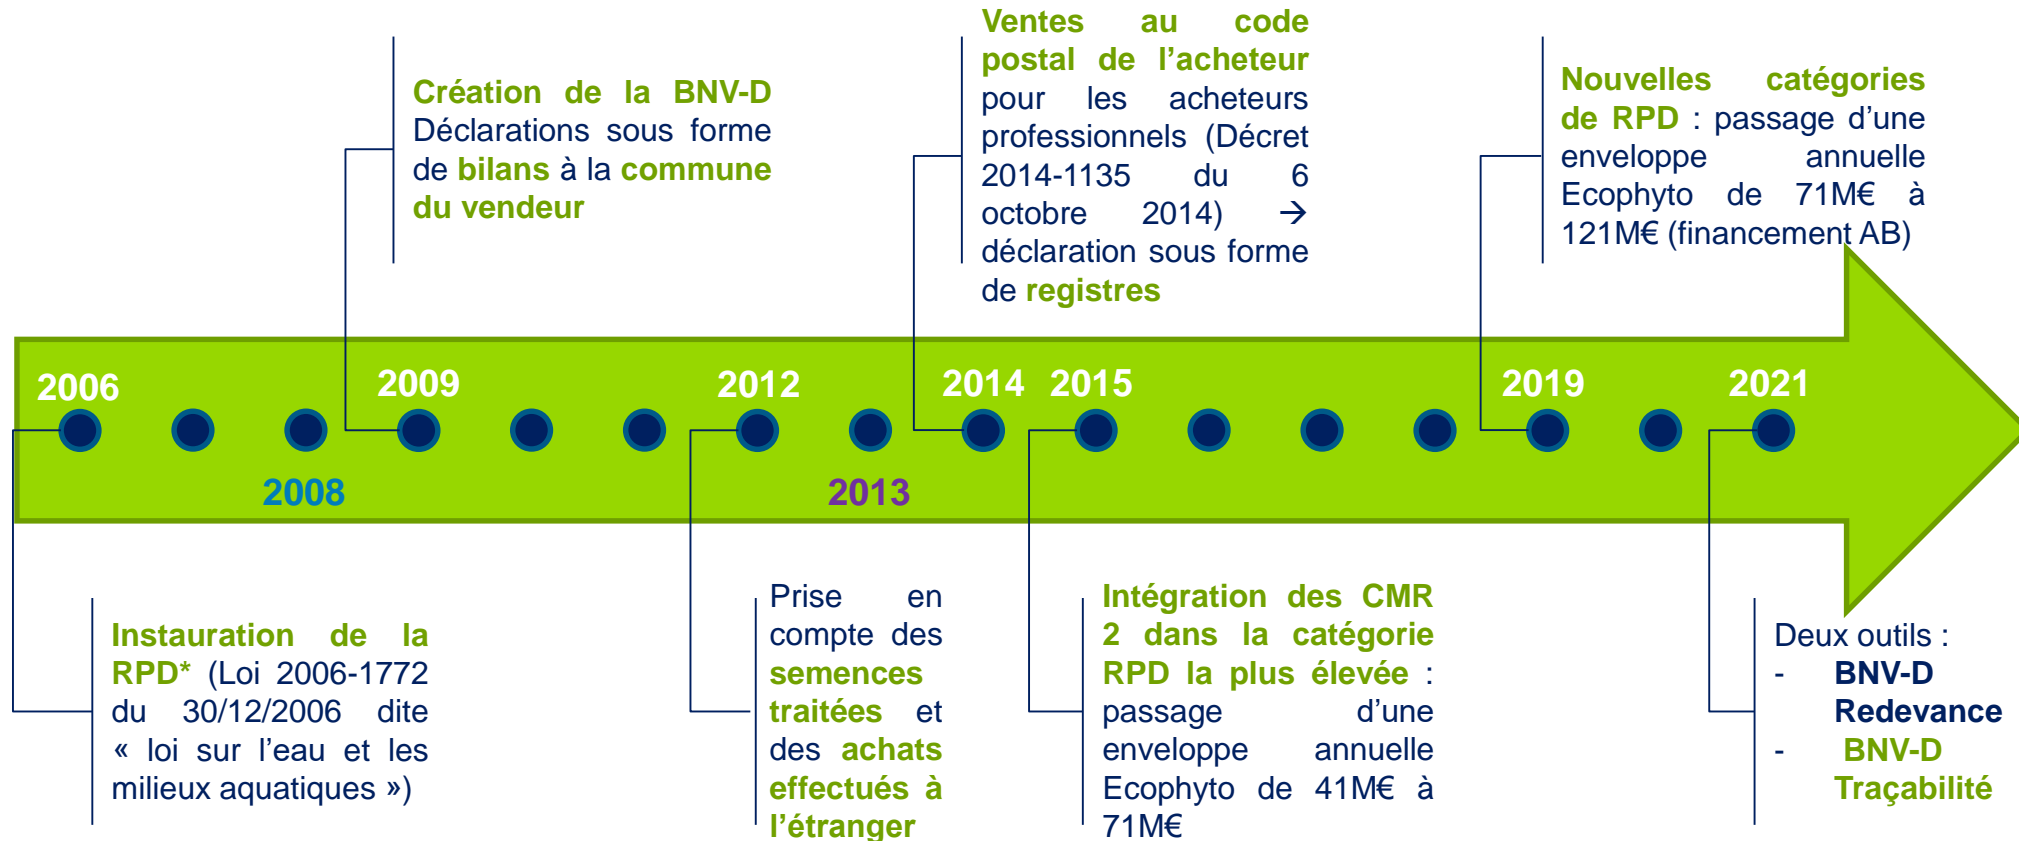 Création de la BNV-D
Déclarations sous forme
de bilans à la commune
du vendeur
Ventes au code
postal de l’acheteur
pour les acheteurs
professionnels (Décret
2014-1135 du 6
octobre 2014) →
déclaration sous forme
de registres
Nouvelles catégories
de RPD : passage d’une
enveloppe annuelle
Ecophyto de 71M€ à
121M€ (financement AB)
2006
2009
2012
2014
2015
2019
2021
2008
2013
Instauration de la
RPD* (Loi 2006-1772
du 30/12/2006 dite
« loi sur l’eau et les
milieux aquatiques »)
Prise en
compte des
semences
traitées et
des achats
effectués à
l’étranger
Intégration des CMR
2 dans la catégorie
RPD la plus élevée :
passage d’une
enveloppe annuelle
Ecophyto de 41M€ à
71M€
Deux outils :
- BNV-D
Redevance
- BNV-D
Traçabilité